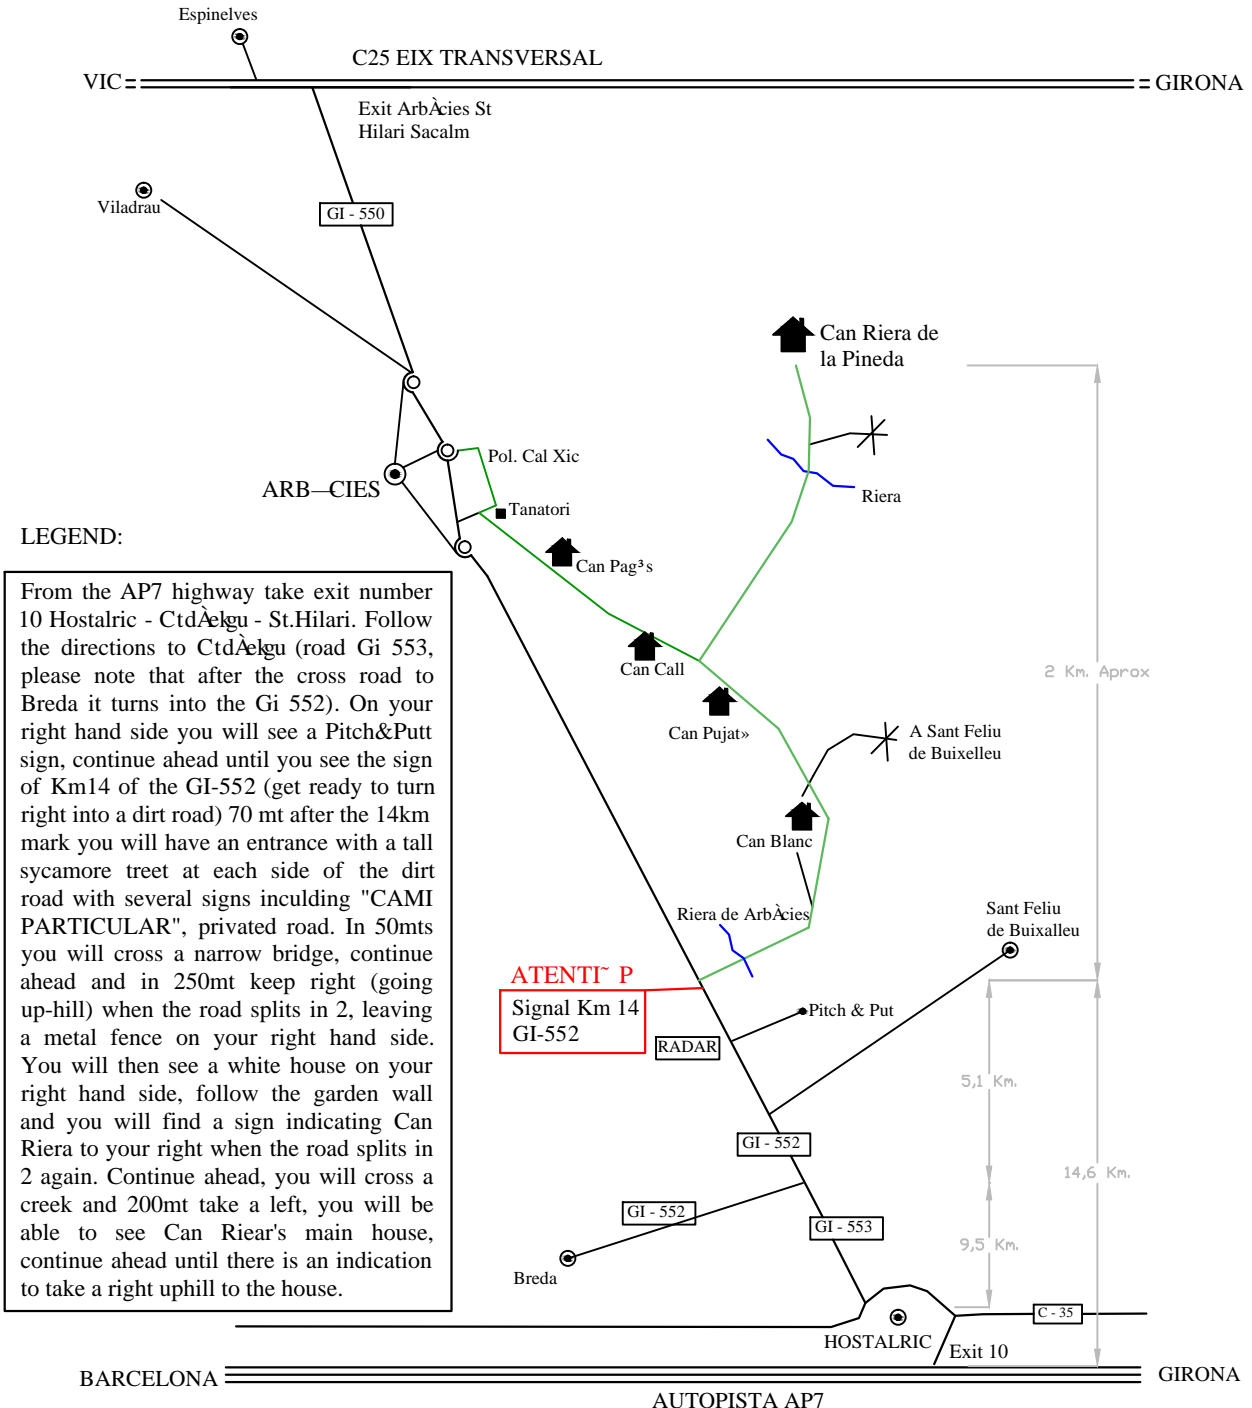 Espinelves
C25 EIX TRANSVERSAL
VIC
GIRONA
Exit ArbÀcies St
Hilari Sacalm
Viladrau
GI - 550
Can Riera de
la Pineda
Pol. Cal Xic
ARB—CIES
Riera
Tanatori
LEGEND:
Can Pag³s
From the AP7 highway take exit number
10 Hostalric - CtdÀekgu - St.Hilari. Follow
the directions to CtdÀekgu (road Gi 553,
please note that after the cross road to
Breda it turns into the Gi 552). On your
right hand side you will see a Pitch&Putt
sign, continue ahead until you see the sign
of Km14 of the GI-552 (get ready to turn
right into a dirt road) 70 mt after the 14km
mark you will have an entrance with a tall
sycamore treet at each side of the dirt
road with several signs inculding "CAMI
PARTICULAR", privated road. In 50mts
you will cross a narrow bridge, continue
ahead and in 250mt keep right (going
up-hill) when the road splits in 2, leaving
a metal fence on your right hand side.
You will then see a white house on your
right hand side, follow the garden wall
and you will find a sign indicating Can
Riera to your right when the road splits in
2 again. Continue ahead, you will cross a
creek and 200mt take a left, you will be
able to see Can Riear's main house,
continue ahead until there is an indication
to take a right uphill to the house.
Can Call
2 Km. Aprox
Can Pujat»
A Sant Feliu
de Buixelleu
Can Blanc
Riera de ArbÀcies
Sant Feliu
de Buixalleu
ATENTI˜ P
Signal Km 14
GI-552
Pitch & Put
RADAR
5,1 Km.
GI - 552
14,6 Km.
GI - 552
GI - 553
9,5 Km.
Breda
C - 35
HOSTALRIC
Exit 10
BARCELONA
GIRONA
AUTOPISTA AP7